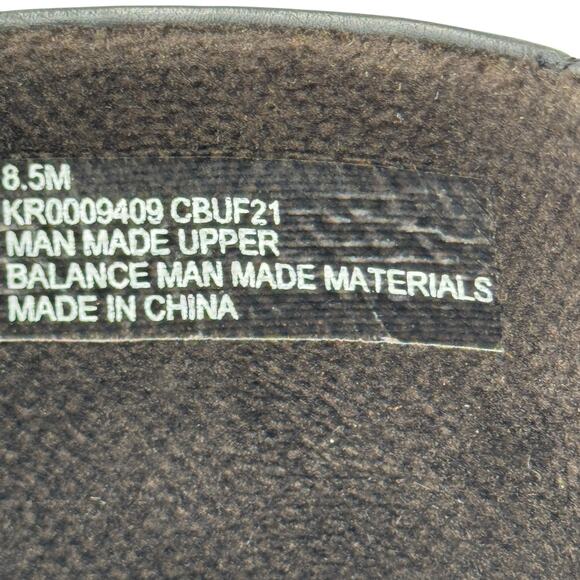 8.5M
KR0009409 CBUF21
MAN MADE UPPER
BALANCE MAN MADE MATERIALS
MADE IN CHINA